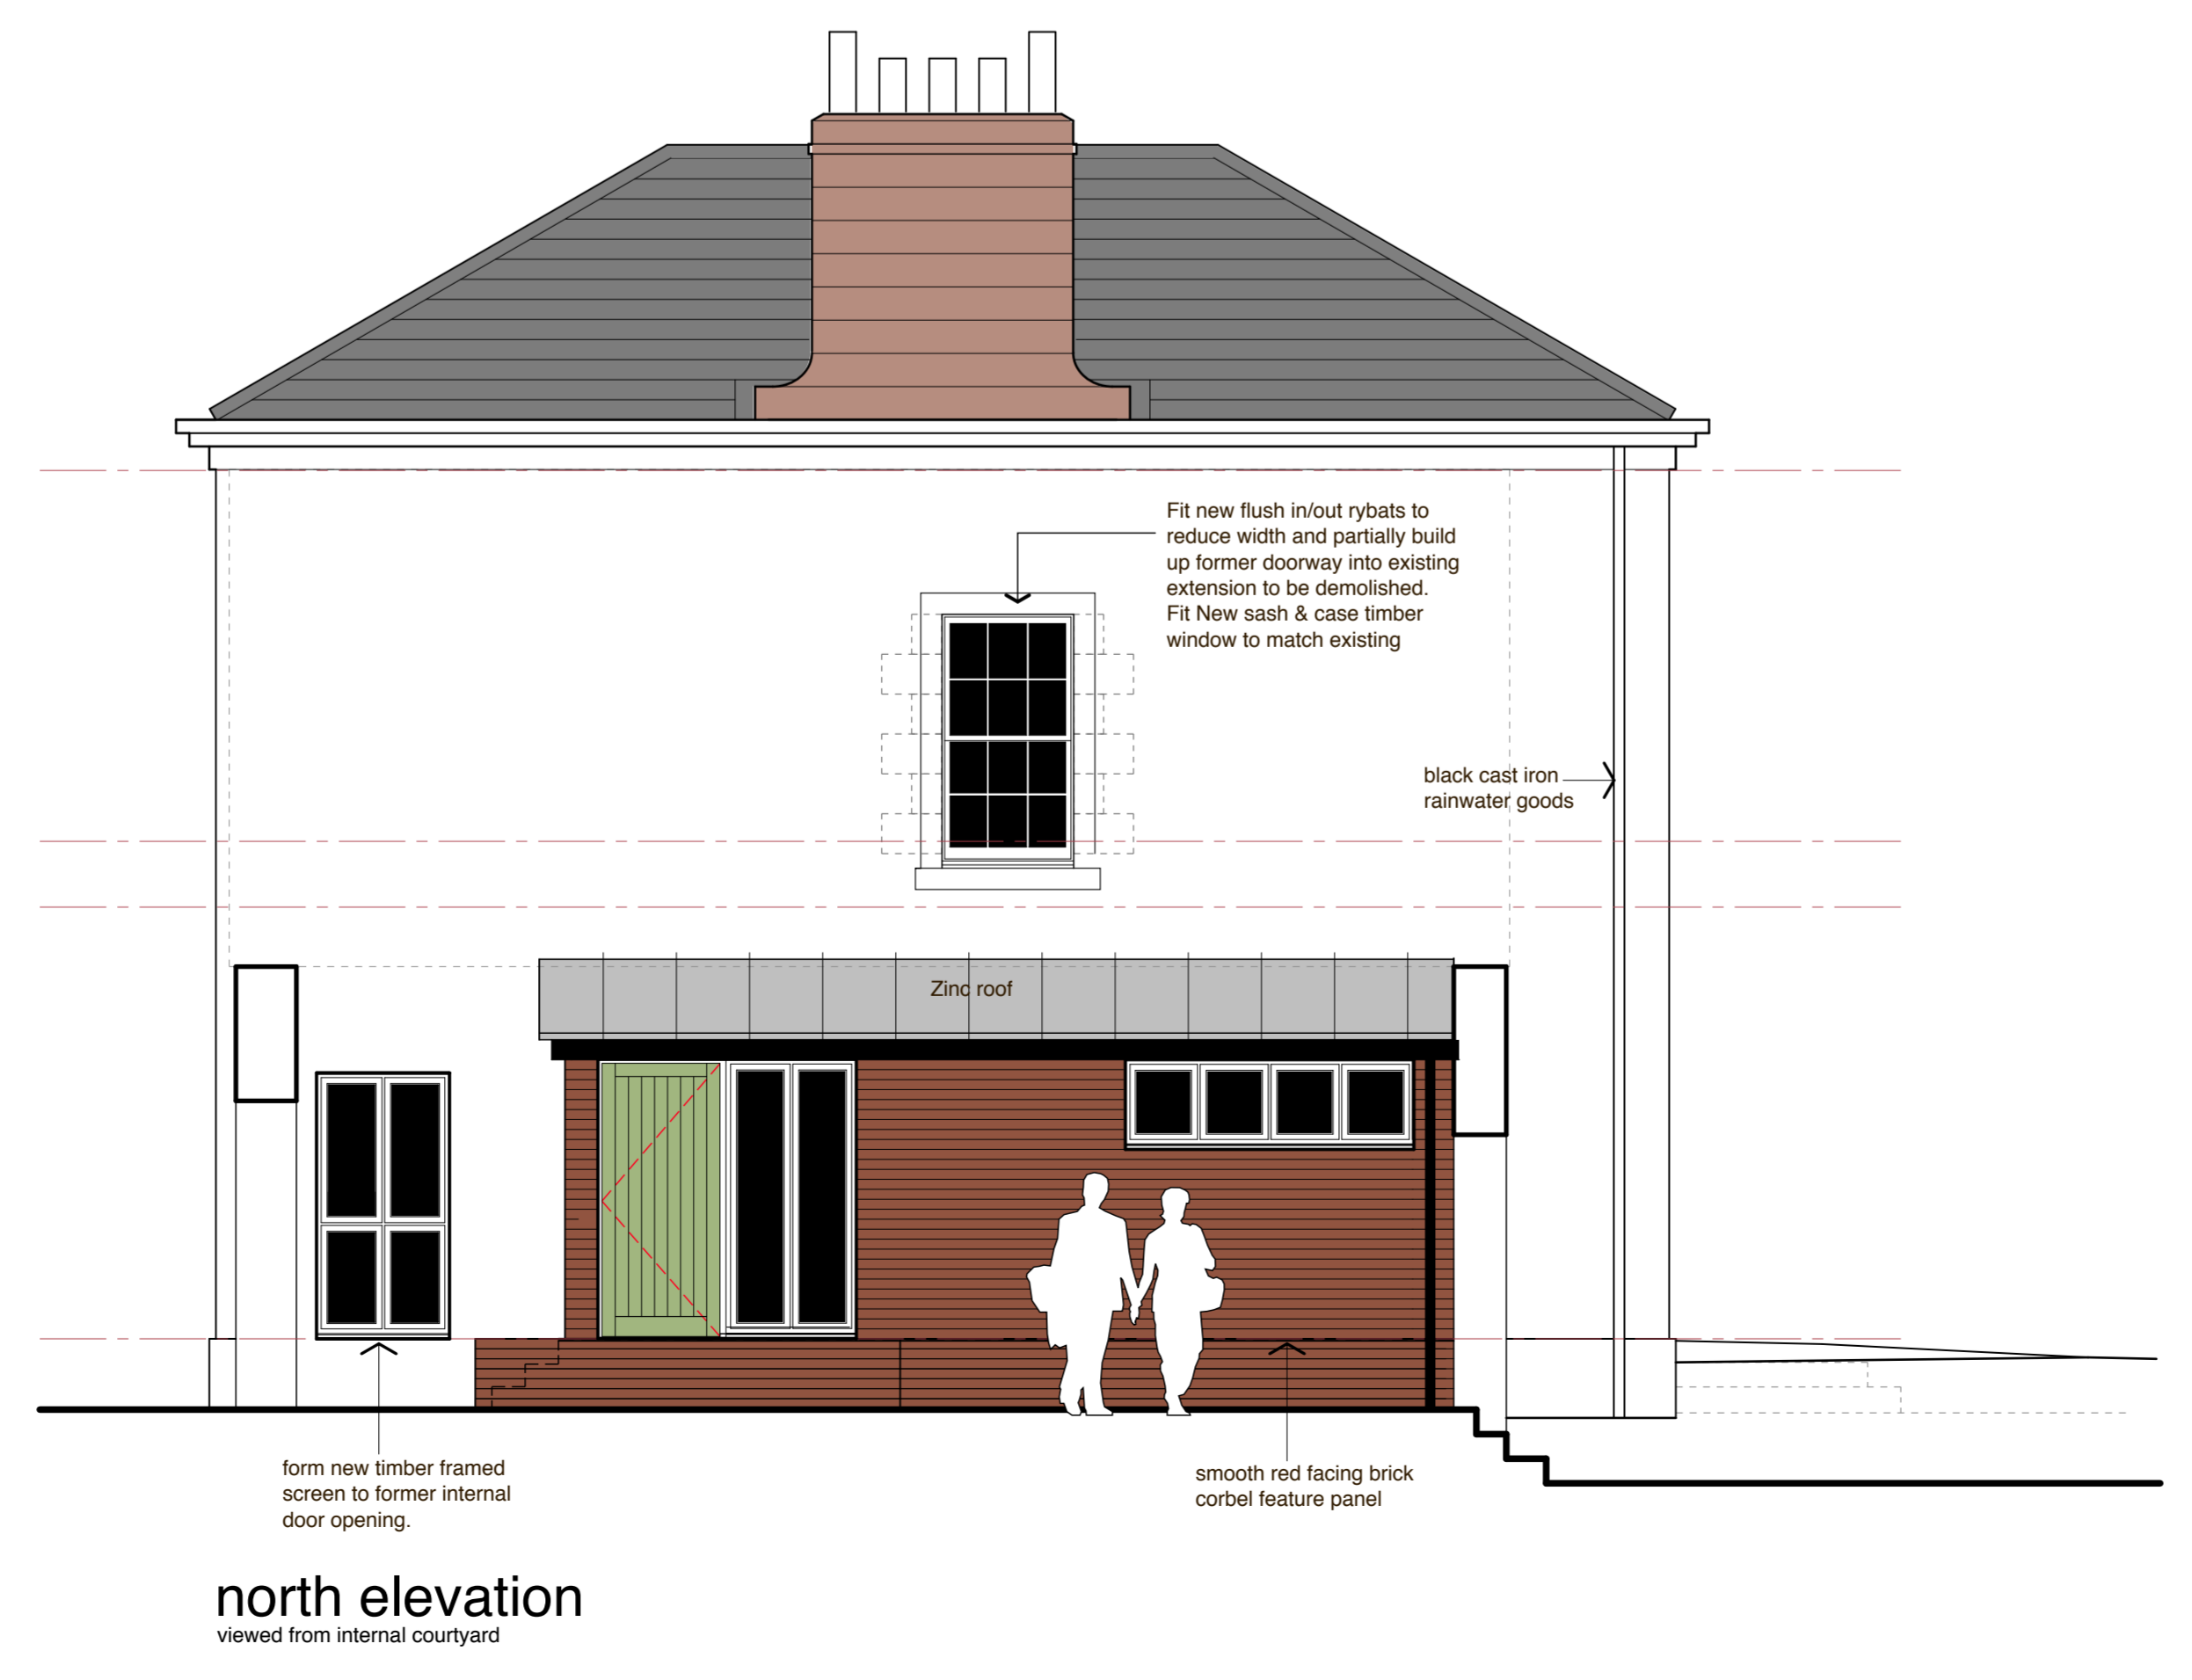 Fit new flush in/out rybats to
reduce width and partially build
up former doorway into existing
extension to be demolished.
Fit New sash & case timber
window to match existing
black cast iron
rainwater goods
Zinc roof
form new timber framed
screen to former internal
door opening.
smooth red facing brick
corbel feature panel
north elevation
viewed from internal courtyard